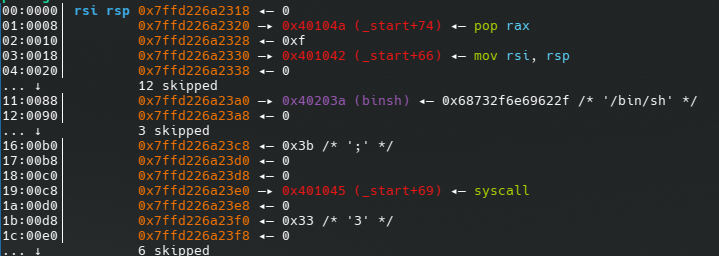 00:0000│ rsi rsp 0x7ffd226a2318 ◂— 0
01:0008│ 0x7ffd226a2320 —▸ 0x40104a (_start+74) ◂— pop rax
02:0010│ 0x7ffd226a2328 ◂— 0xf
03:0018│ 0x7ffd226a2330 —▸ 0x401042 (_start+66) ◂— mov rsi, rsp
04:0020│ 0x7ffd226a2338 ◂— 0
... ↓ 12 skipped
11:0088│ 0x7ffd226a23a0 —▸ 0x40203a (binsh) ◂— 0x68732f6e69622f /* '/bin/sh' */
12:0090│ 0x7ffd226a23a8 ◂— 0
... ↓ 3 skipped
16:00b0│ 0x7ffd226a23c8 ◂— 0x3b /* ';' */
17:00b8│ 0x7ffd226a23d0 ◂— 0
18:00c0│ 0x7ffd226a23d8 ◂— 0
19:00c8│ 0x7ffd226a23e0 —▸ 0x401045 (_start+69) ◂— syscall
1a:00d0│ 0x7ffd226a23e8 ◂— 0
1b:00d8│ 0x7ffd226a23f0 ◂— 0x33 /* '3' */
1c:00e0│ 0x7ffd226a23f8 ◂— 0
... ↓ 6 skipped